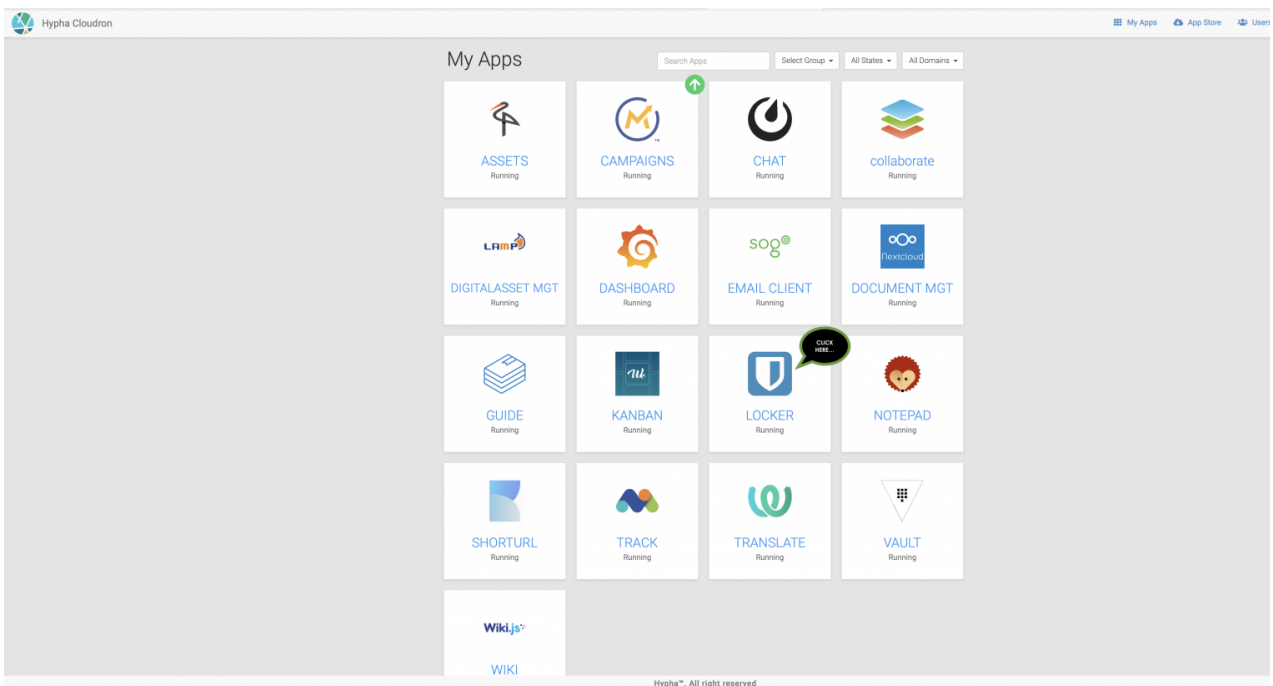 Hypha Cloudron
My Apps
App Store
Users
My Apps
Search Apps
Select Group
All States
All Domains
ASSETS
Running
CAMPAIGNS
Running
CHAT
Running
collaborate
Running
LAMP
DIGITALASSET MGT
Running
DASHBOARD
Running
sogo
EMAIL CLIENT
Running
nextcloud
DOCUMENT MGT
Running
GUIDE
Running
KANBAN
Running
CLICK
HERE...
LOCKER
Running
NOTEPAD
Running
SHORTURL
Running
TRACK
Running
TRANSLATE
Running
VAULT
Running
Wiki.js
WIKI
Hypha™. All right reserved